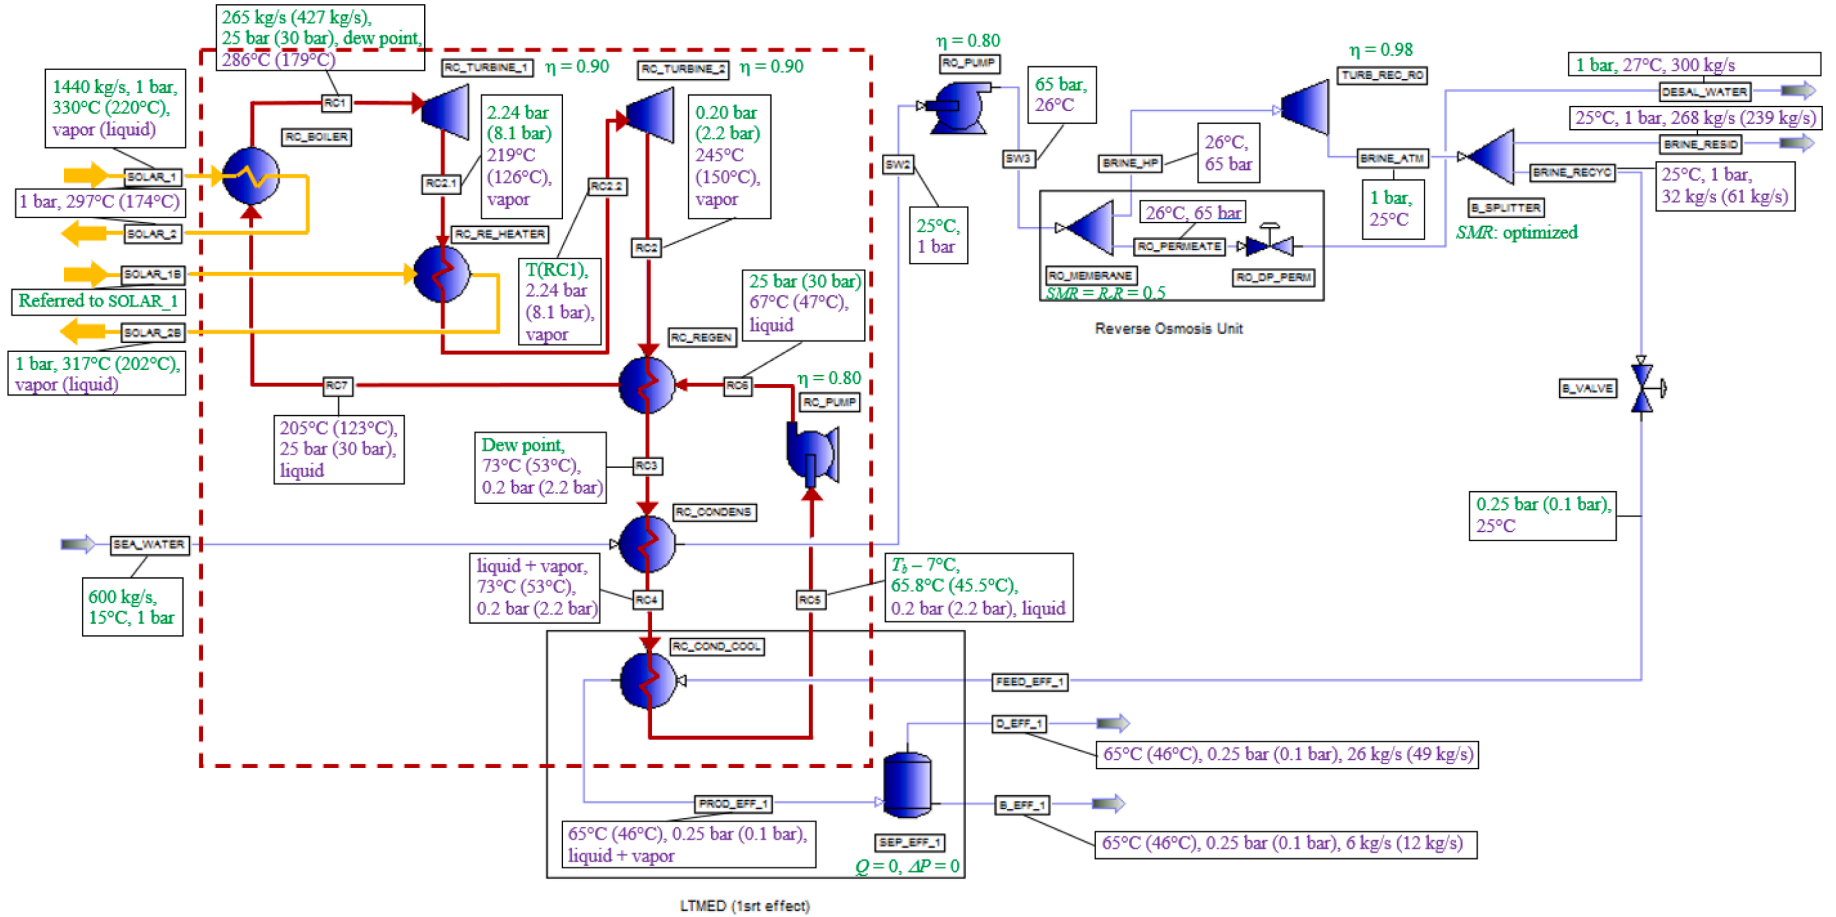 265 kg/s (427 kg/s),
25 bar (30 bar), dew point,
286°C (179°C)
RC_TURBINE_1
η = 0.90
RC_TURBINE_2
η = 0.90
η = 0.80
RO_PUMP
η = 0.98
TURB_REC_RO
1 bar, 27°C, 300 kg/s
DESAL_WATER
1440 kg/s, 1 bar,
330°C (220°C),
vapor (liquid)
RC1
RC_BOILER
2.24 bar
(8.1 bar)
219°C
(126°C),
vapor
0.20 bar
(2.2 bar)
245°C
(150°C),
vapor
65 bar,
26°C
25°C, 1 bar, 268 kg/s (239 kg/s)
BRINE_RESID
SOLAR_1
1 bar, 297°C (174°C)
SOLAR_2
RC2.1
RC2.2
SW2
SW3
BRINE_HP
26°C,
65 bar
BRINE_ATM
BRINE_RECYC
25°C, 1 bar,
32 kg/s (61 kg/s)
1 bar,
25°C
B_SPLITTER
SMR: optimized
RC_RE_HEATER
RC2
25°C,
1 bar
26°C, 65 bar
RO_PERMEATE
RO_MEMBRANE
RO_DP_PERM
SMR = R.R = 0.5
Reverse Osmosis Unit
SOLAR_1B
Referred to SOLAR_1
SOLAR_2B
1 bar, 317°C (202°C),
vapor (liquid)
T(RC1),
2.24 bar
(8.1 bar),
vapor
25 bar (30 bar)
67°C (47°C),
liquid
RC_REGEN
RC7
RC6
η = 0.80
RC_PUMP
B_VALVE
205°C (123°C),
25 bar (30 bar),
liquid
Dew point,
73°C (53°C),
0.2 bar (2.2 bar)
RC3
RC_CONDENS
0.25 bar (0.1 bar),
25°C
SEA_WATER
600 kg/s,
15°C, 1 bar
liquid + vapor,
73°C (53°C),
0.2 bar (2.2 bar)
RC4
RC5
Tb – 7°C,
65.8°C (45.5°C),
0.2 bar (2.2 bar), liquid
RC_COND_COOL
FEED_EFF_1
D_EFF_1
65°C (46°C), 0.25 bar (0.1 bar), 26 kg/s (49 kg/s)
PROD_EFF_1
B_EFF_1
65°C (46°C), 0.25 bar (0.1 bar),
liquid + vapor
SEP_EFF_1
Q = 0, ΔP = 0
65°C (46°C), 0.25 bar (0.1 bar), 6 kg/s (12 kg/s)
LTMED (1srt effect)